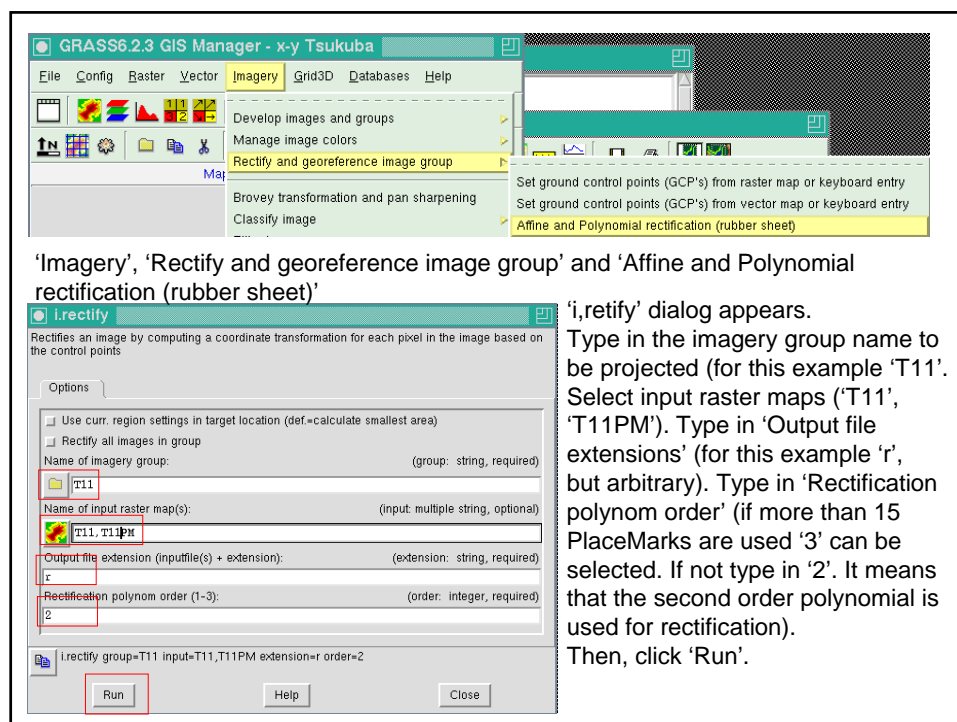 GRASS6.2.3 GIS Manager - x-y Tsukuba
File Config Raster Vector Imagery Grid3D Databases Help
Develop images and groups
Manage image colors
Rectify and georeference image group
Map
Brovey transformation and pan sharpening
Classify image
Set ground control points (GCP's) from raster map or keyboard entry
Set ground control points (GCP's) from vector map or keyboard entry
Affine and Polynomial rectification (rubber sheet)
‘Imagery’, ‘Rectify and georeference image group’ and ‘Affine and Polynomial
rectification (rubber sheet)’
i.rectify
Rectifies an image by computing a coordinate transformation for each pixel in the image based on
the control points
Options
Use curr. region settings in target location (def.=calculate smallest area)
Rectify all images in group
Name of imagery group: (group: string, required)
T11
Name of input raster map(s): (input: multiple string, optional)
T11,T11PM
Output file extension (inputfile(s) + extension): (extension: string, required)
r
Rectification polynom order (1-3): (order: integer, required)
2
i.rectify group=T11 input=T11,T11PM extension=r order=2
Run Help Close
‘i,retify’ dialog appears.
Type in the imagery group name to
be projected (for this example ‘T11’.
Select input raster maps (‘T11’,
‘T11PM’). Type in ‘Output file
extensions’ (for this example ‘r’,
but arbitrary). Type in ‘Rectification
polynom order’ (if more than 15
PlaceMarks are used ‘3’ can be
selected. If not type in ‘2’. It means
that the second order polynomial is
used for rectification).
Then, click ‘Run’.